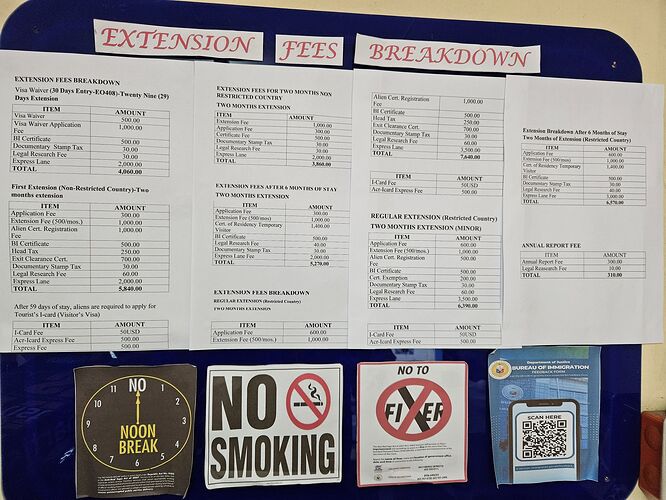 EXTENSION FEES BREAKDOWN
EXTENSION FEES BREAKDOWN
Visa Waiver (30 Days Entry-EO408)-Twenty Nine (29)
Days Extension
ITEM AMOUNT
Visa Waiver 500.00
Visa Waiver Application 1,000.00
Fee
BI Certificate 500.00
Documentary Stamp Tax 30.00
Legal Research Fee 30.00
Express Lane 2,000.00
TOTAL 4,060.00
First Extension (Non-Restricted Country)-Two
months extension
ITEM AMOUNT
Application Fee 300.00
Extension Fee (500/mos.) 1,000.00
Alien Cert. Registration 1,000.00
Fee
BI Certificate 500.00
Head Tax 250.00
Exit Clearance Cert. 700.00
Documentary Stamp Tax 30.00
Legal Research Fee 60.00
Express Lane 2,000.00
TOTAL 5,840.00
After 59 days of stay, aliens are required to apply for
Tourist's I-card (Visitor's Visa)
ITEM AMOUNT
I-Card Fee 50USD
Acr-Icard Express Fee 500.00
Express Fee 500.00
EXTENSION FEES FOR TWO MONTHS NON
RESTRICTED COUNTRY
TWO MONTHS EXTENSION
ITEM AMOUNT
Extension Fee 1,000.00
Application Fee 300.00
Certificate Fee 500.00
Documentary Stamp Tax 30.00
Legal Research Fee 30.00
Express Lane 2,000.00
TOTAL 3,860.00
EXTENSION FEES AFTER 6 MONTHS OF STAY
TWO MONTHS EXTENSION
ITEM AMOUNT
Application Fee 300.00
Extension Fee (500/mos) 1,000.00
Cert. of Residency Temporary 1,400.00
Visitor
BI Certificate 500.00
Legal Research Fee 40.00
Documentary Stamp Tax 30.00
Express Lane 2,000.00
TOTAL 5,270.00
EXTENSION FEES BREAKDOWN
REGULAR EXTENSION (Restricted Country)
TWO MONTHS EXTENSION
ITEM AMOUNT
Application Fee 600.00
Extension Fee (500/mos.) 1,000.00
Alien Cert. Registration 1,000.00
Fee
BI Certificate 500.00
Head Tax 250.00
Exit Clearance Cert. 700.00
Documentary Stamp Tax 30.00
Legal Research Fee 60.00
Express Lane 3,500.00
TOTAL 7,640.00
ITEM AMOUNT
I-Card Fee 50USD
Acr-Icard Express Fee 500.00
REGULAR EXTENSION (Restricted Country)
TWO MONTHS EXTENSION (MINOR)
ITEM AMOUNT
Application Fee 600.00
Extension Fee (500/mos.) 1,000.00
Alien Cert. Registration 500.00
Fee
BI Certificate 500.00
Cert. Exemption 200.00
Documentary Stamp Tax 30.00
Legal Research Fee 60.00
Express Lane 3,500.00
TOTAL 6,390.00
ITEM AMOUNT
I-Card Fee 50USD
Acr-Icard Express Fee 500.00
Extension Breakdown After 6 Months of Stay
Two Months of Extension (Restricted Country)
ITEM AMOUNT
Application Fee 600.00
Extension Fee (500/mos) 1,000.00
Cert. of Residency Temporary 1,400.00
Visitor
BI Certificate 500.00
Documentary Stamp Tax 30.00
Legal Research Fee 40.00
Express Lane Fee 3,000.00
TOTAL 6,570.00
ANNUAL REPORT FEE
ITEM AMOUNT
Annual Report Fee 300.00
Legal Reasearch Fee 10.00
TOTAL 310.00
NO
NOON
BREAK
11 1 10 2 9 3 8 4 7 6 5
NO
SMOKING
NO TO
FIXER
Department of Justice
BUREAU OF IMMIGRATION
FEEDBACK FORM
SCAN HERE